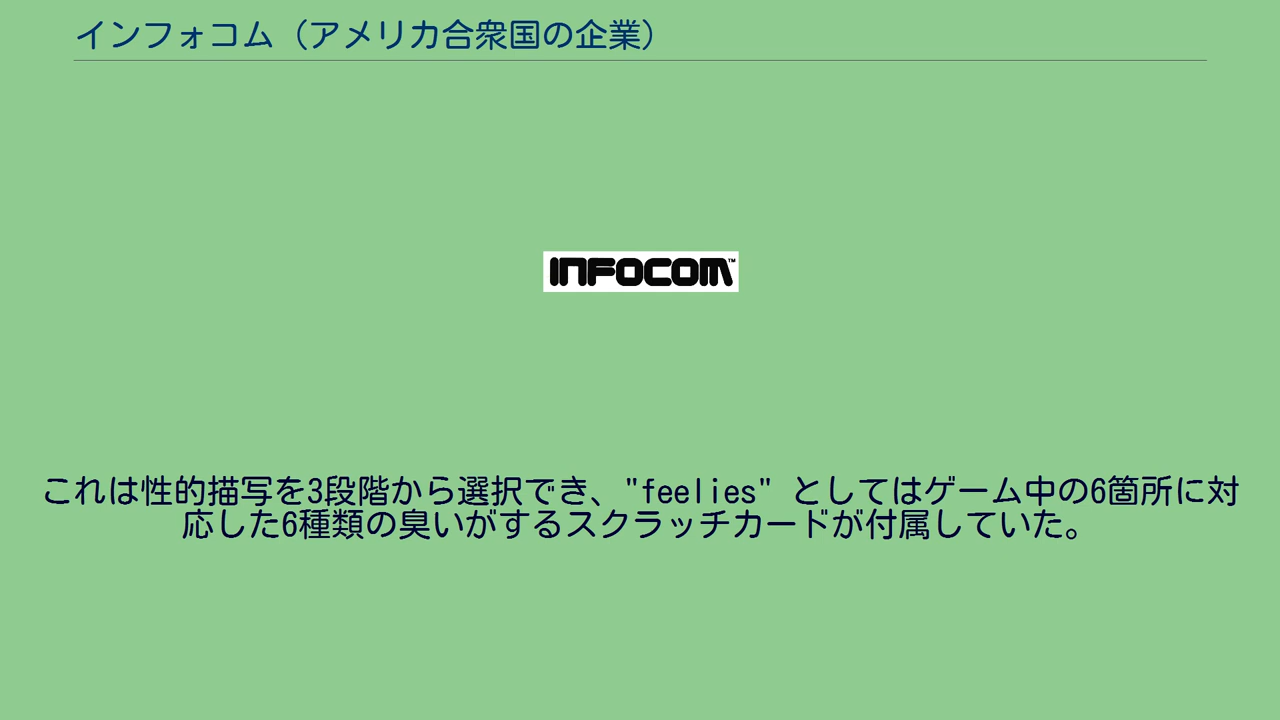 インフォコム（アメリカ合衆国の企業）
INFOCOM™
これは性的描写を3段階から選択でき、"feelies" としてはゲーム中の6箇所に対
応した6種類の臭いがするスクラッチカードが付属していた。